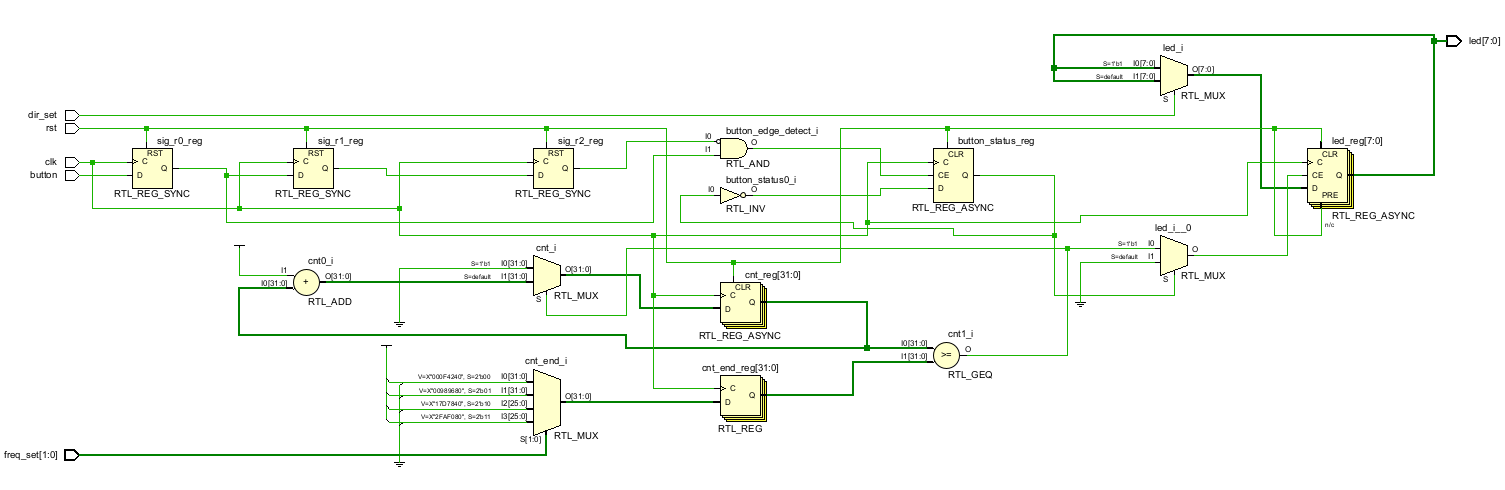 led[7:0]
led_i
S=1'b1 I0[7:0]
S=default I1[7:0]
O[7:0]
S
RTL_MUX
dir_set
rst
clk
button
sig_r0_reg
RST
C
D
Q
RTL_REG_SYNC
sig_r1_reg
RST
C
D
Q
RTL_REG_SYNC
sig_r2_reg
RST
C
D
Q
RTL_REG_SYNC
button_edge_detect_i
I0
I1
O
RTL_AND
button_status0_i
I0
O
RTL_INV
button_status_reg
CLR
C
CE
D
Q
RTL_REG_ASYNC
led_reg[7:0]
CLR
C
CE
D
Q
PRE
RTL_REG_ASYNC
n/c
led_i__0
S=1'b1 I0
S=default I1
O
S
RTL_MUX
cnt0_i
I1
I0[31:0]
+
O[31:0]
RTL_ADD
cnt_i
S=1'b1 I0[31:0]
S=default I1[31:0]
O[31:0]
S
RTL_MUX
cnt_reg[31:0]
CLR
C
D
Q
RTL_REG_ASYNC
cnt1_i
I0[31:0]
I1[31:0]
>=
O
RTL_GEQ
cnt_end_i
V=X"000F4240", S=2'b00 I0[31:0]
V=X"00989680", S=2'b01 I1[31:0]
V=X"17D7840", S=2'b10 I2[25:0]
V=X"2FAF080", S=2'b11 I3[25:0]
O[31:0]
S[1:0]
RTL_MUX
cnt_end_reg[31:0]
C
D
Q
RTL_REG
freq_set[1:0]